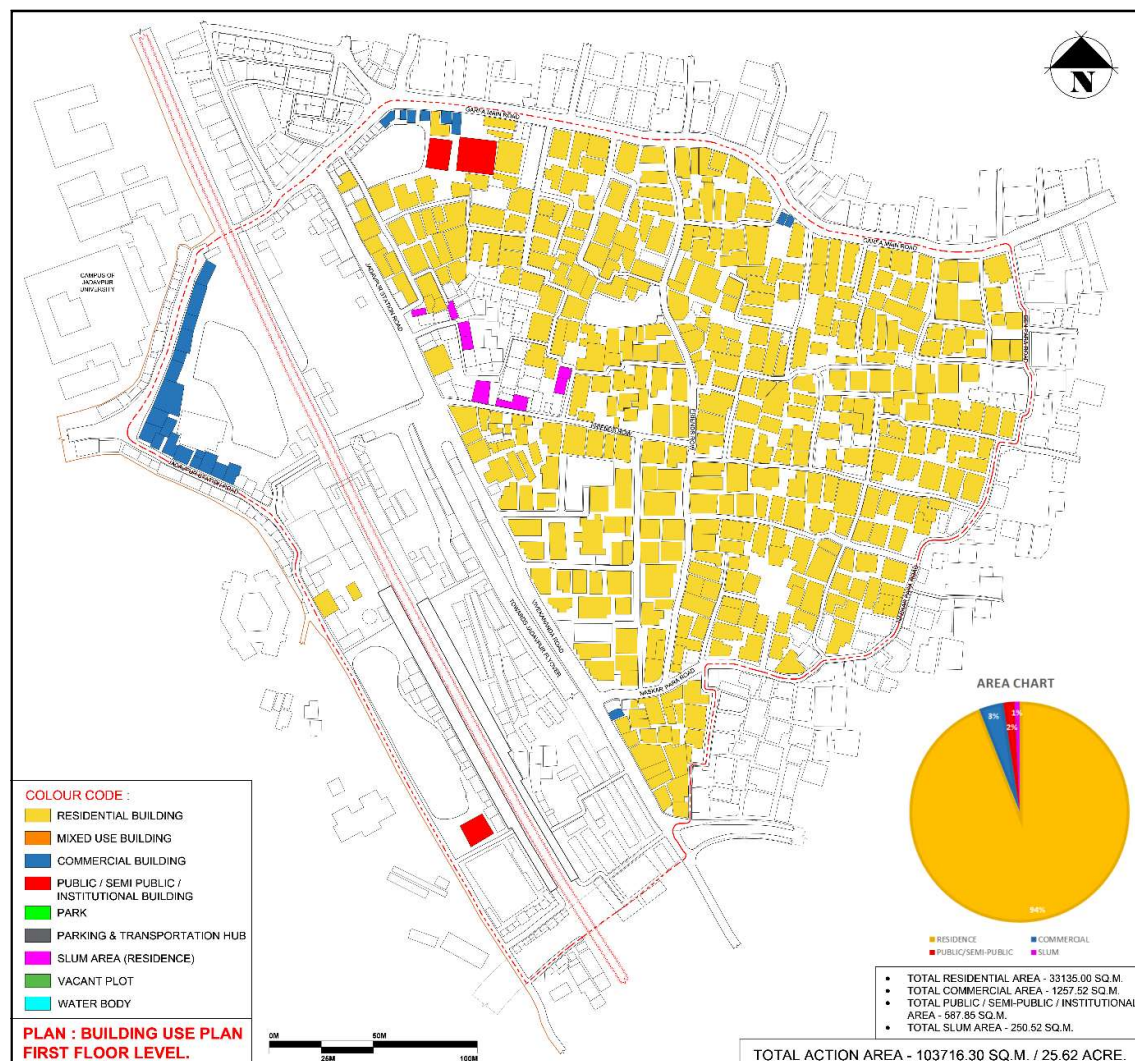 N
GARFA MAIN ROAD
GARFA MAIN ROAD
CAMPUS OF
JADAVPUR
UNIVERSITY
JADAVPUR STATION ROAD
JADAVPUR STATION ROAD
VIVEKANANDA ROAD
TOWARDS JADAVPUR FLYOVER
NASKAR PARA ROAD
AREA CHART
3%
1%
2%
94%
RESIDENCE
COMMERCIAL
PUBLIC/SEMI-PUBLIC
SLUM
COLOUR CODE :
RESIDENTIAL BUILDING
MIXED USE BUILDING
COMMERCIAL BUILDING
PUBLIC / SEMI PUBLIC /
INSTITUTIONAL BUILDING
PARK
PARKING & TRANSPORTATION HUB
SLUM AREA (RESIDENCE)
VACANT PLOT
WATER BODY
PLAN : BUILDING USE PLAN
FIRST FLOOR LEVEL.
0M 50M
25M 100M
• TOTAL RESIDENTIAL AREA - 33135.00 SQ.M.
• TOTAL COMMERCIAL AREA - 1257.52 SQ.M.
• TOTAL PUBLIC / SEMI-PUBLIC / INSTITUTIONAL
AREA - 587.85 SQ.M.
• TOTAL SLUM AREA - 250.52 SQ.M.
TOTAL ACTION AREA - 103716.30 SQ.M. / 25.62 ACRE.